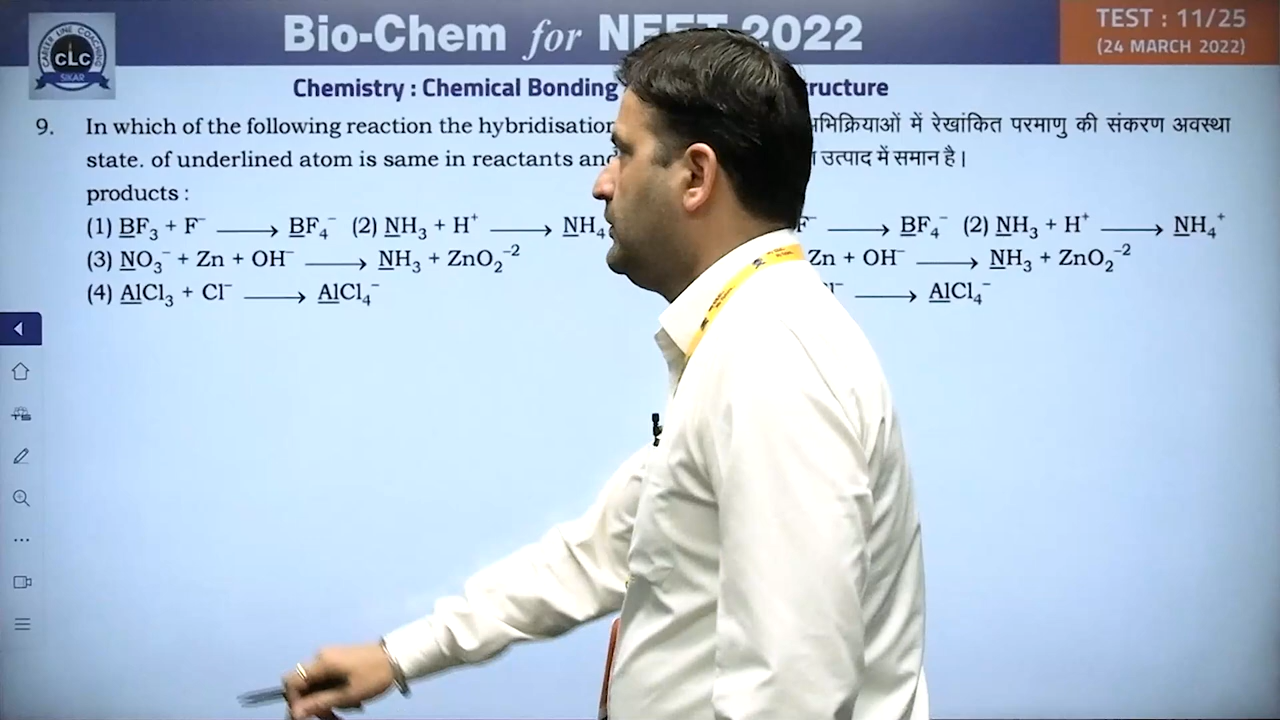 Bio-Chem for NEET 2022
TEST : 11/25
(24 MARCH 2022)
CAREER LINE COACHING
CLC
SIKAR
Chemistry : Chemical Bonding
9. In which of the following reaction the hybridisation
state. of underlined atom is same in reactants and
products :
(1) BF₃ + F⁻ ⟶ BF₄⁻ (2) NH₃ + H⁺ ⟶ NH₄
(3) NO₃⁻ + Zn + OH⁻ ⟶ NH₃ + ZnO₂⁻²
(4) AlCl₃ + Cl⁻ ⟶ AlCl₄⁻
में रेखांकित परमाणु की संकरण अवस्था
उत्पाद में समान है।
F⁻ ⟶ BF₄⁻ (2) NH₃ + H⁺ ⟶ NH₄⁺
Zn + OH⁻ ⟶ NH₃ + ZnO₂⁻²
⟶ AlCl₄⁻